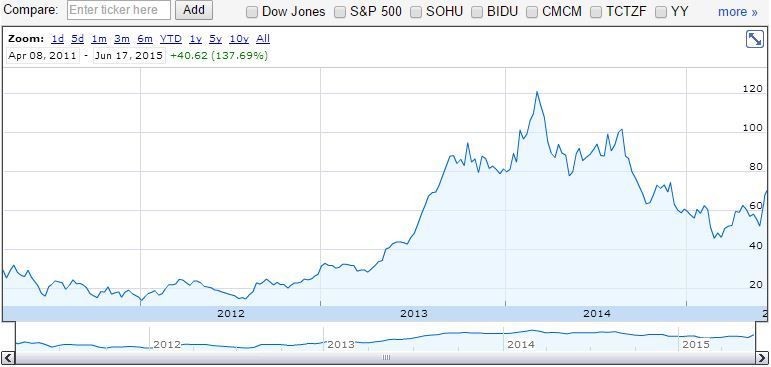 Compare: Enter ticker here Add Dow Jones S&P 500 SOHU BIDU CMCM TCTZF YY more »
Zoom: 1d 5d 1m 3m 6m YTD 1y 5y 10y All
Apr 08, 2011 - Jun 17, 2015 +40.62 (137.69%)
120
100
80
60
40
20
2012 2013 2014 2
2012 2013 2014 2015